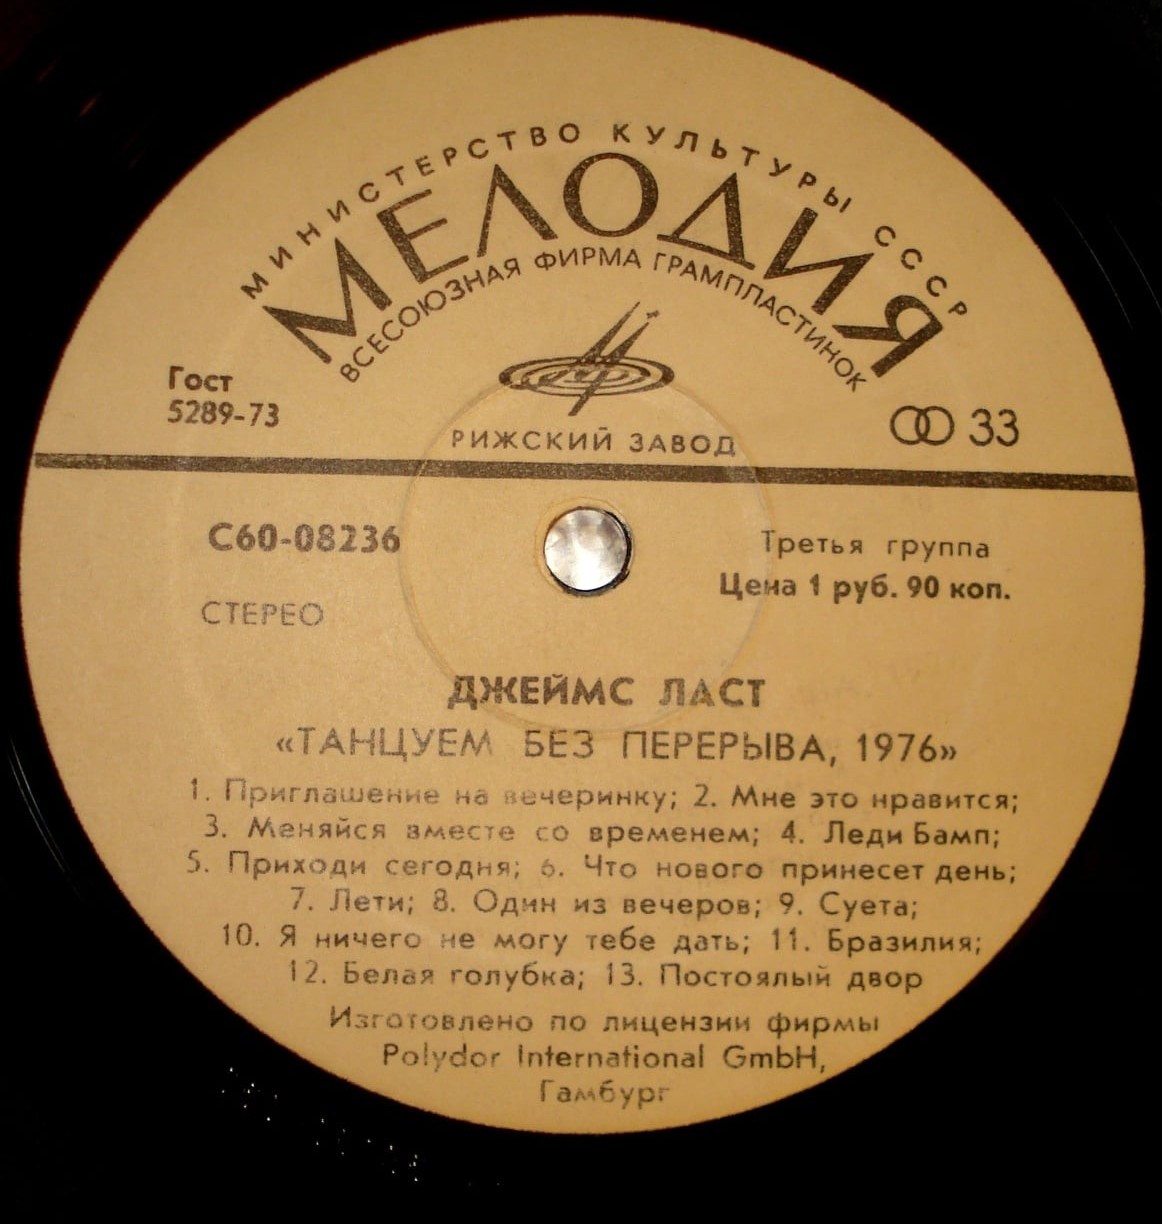 МИНИСТЕРСТВО КУЛЬТУРЫ СССР
МЕЛОДИЯ
ВСЕСОЮЗНАЯ ФИРМА ГРАМПЛАСТИНОК
Гост
5289-73
33
РИЖСКИЙ ЗАВОД
С60-08236
Третья группа
Цена 1 руб. 90 коп.
СТЕРЕО
ДЖЕЙМС ЛАСТ
«ТАНЦУЕМ БЕЗ ПЕРЕРЫВА, 1976»
1. Приглашение на вечеринку; 2. Мне это нравится;
3. Меняйся вместе со временем; 4. Леди Бамп;
5. Приходи сегодня; 6. Что нового принесет день;
7. Лети; 8. Один из вечеров; 9. Суета;
10. Я ничего не могу тебе дать; 11. Бразилия;
12. Белая голубка; 13. Постоялый двор
Изготовлено по лицензии фирмы
Polydor International GmbH,
Гамбург